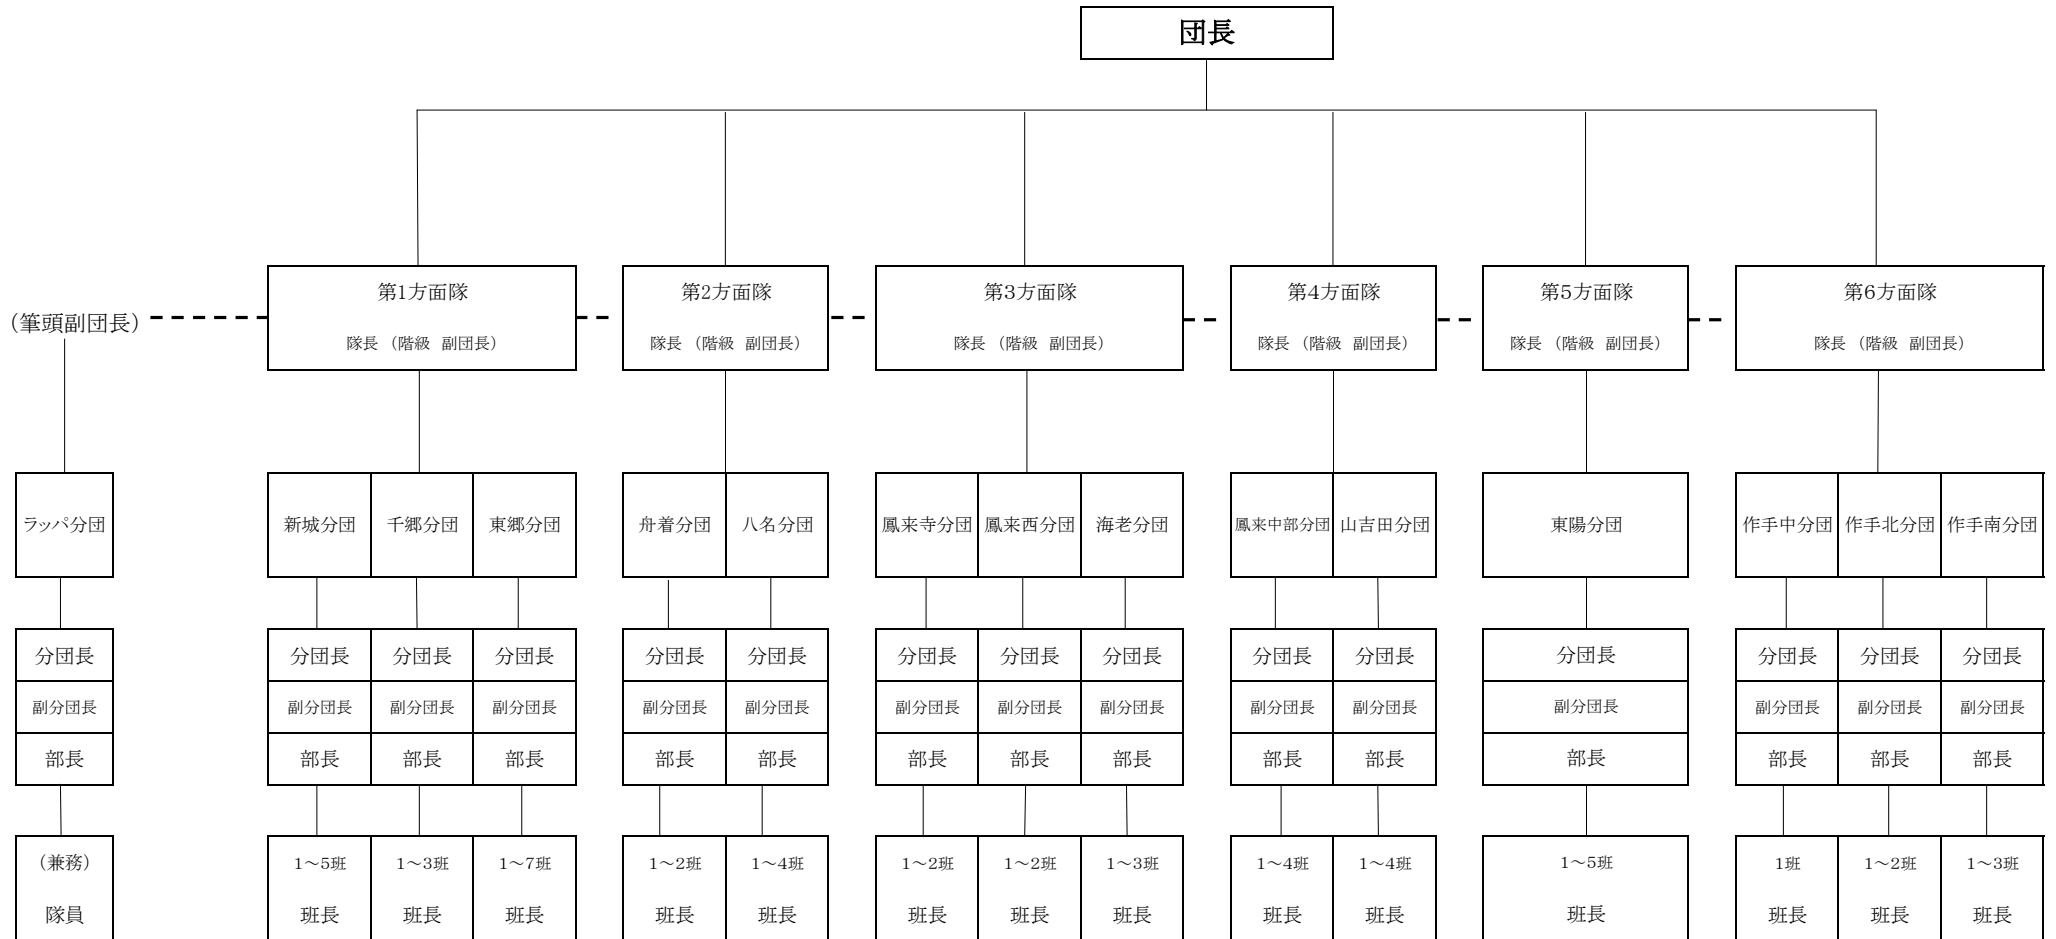 団長
第1方面隊
隊長 （階級 副団長）
第2方面隊
隊長 （階級 副団長）
第3方面隊
隊長 （階級 副団長）
第4方面隊
隊長 （階級 副団長）
第5方面隊
隊長 （階級 副団長）
第6方面隊
隊長 （階級 副団長）
（筆頭副団長）
ラッパ分団 新城分団 千郷分団 東郷分団 舟着分団 八名分団 鳳来寺分団 鳳来西分団 海老分団 鳳来中部分団 山吉田分団 東陽分団 作手中分団 作手北分団 作手南分団
分団長 分団長 分団長 分団長 分団長 分団長 分団長 分団長 分団長 分団長 分団長 分団長 分団長 分団長 分団長
副分団長 副分団長 副分団長 副分団長 副分団長 副分団長 副分団長 副分団長 副分団長 副分団長 副分団長 副分団長 副分団長 副分団長 副分団長
部長 部長 部長 部長 部長 部長 部長 部長 部長 部長 部長 部長 部長 部長 部長
（兼務） 1～5班 1～3班 1～7班 1～2班 1～4班 1～2班 1～2班 1～3班 1～4班 1～4班 1～5班 1班 1～2班 1～3班
隊員 班長 班長 班長 班長 班長 班長 班長 班長 班長 班長 班長 班長 班長 班長